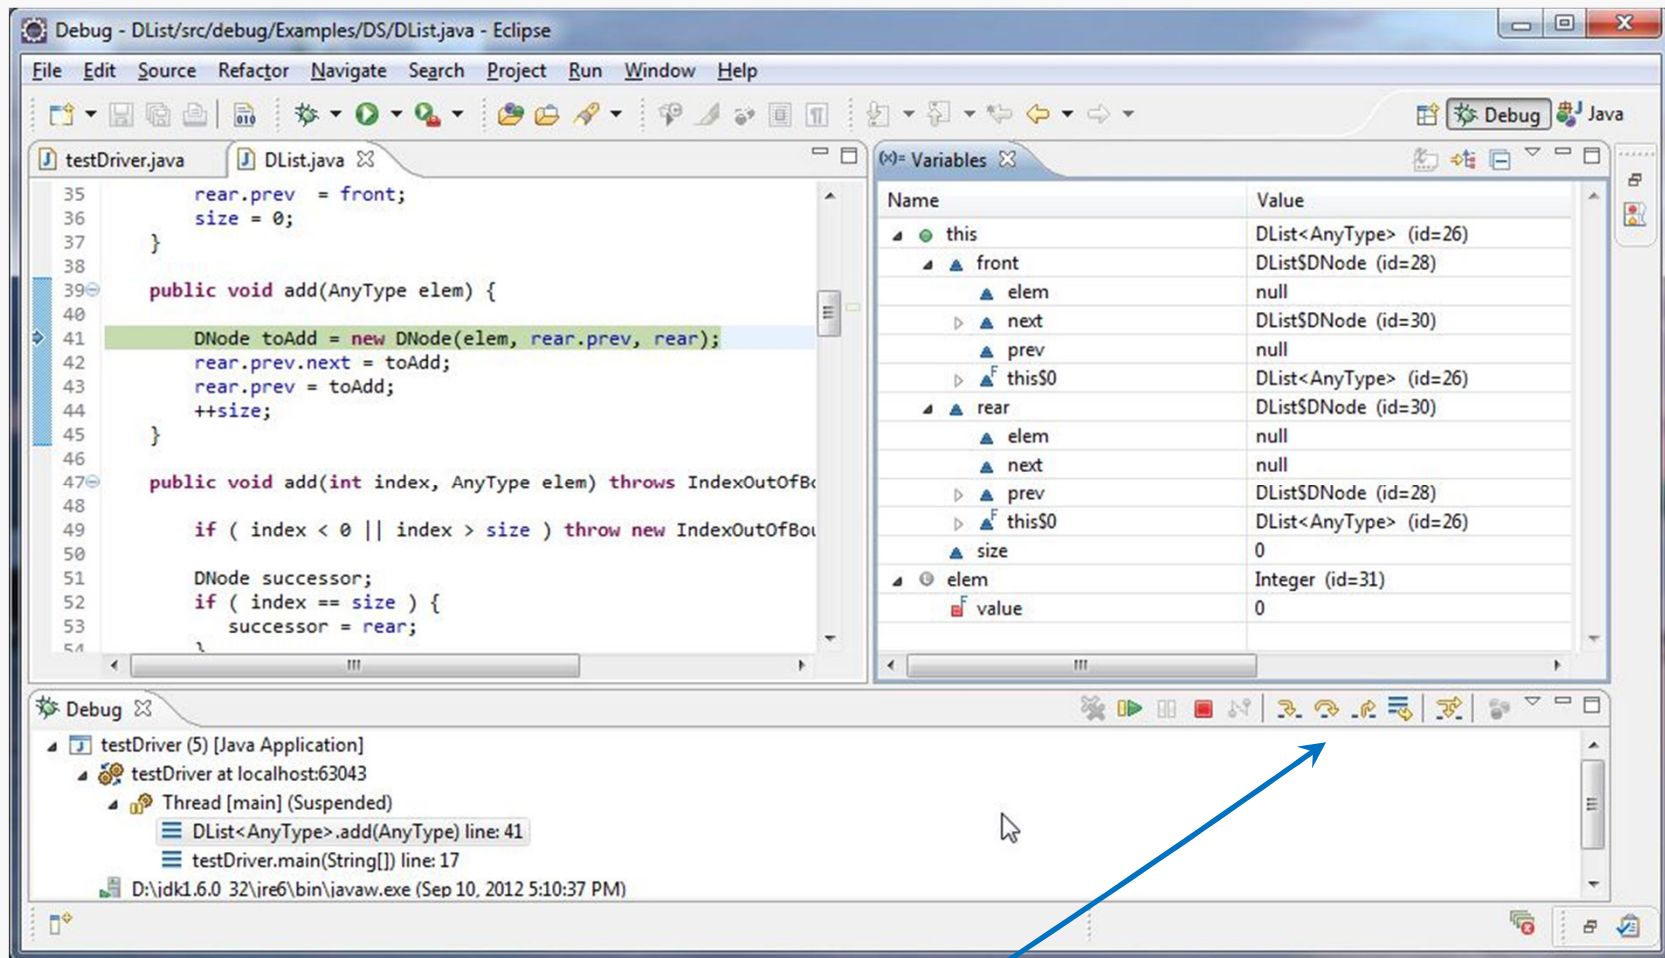 Debug - DList/src/debug/Examples/DS/DList.java - Eclipse
File Edit Source Refactor Navigate Search Project Run Window Help
Debug Java
testDriver.java DList.java
35 rear.prev = front;
36 size = 0;
37 }
38
39 public void add(AnyType elem) {
40
41 DNode toAdd = new DNode(elem, rear.prev, rear);
42 rear.prev.next = toAdd;
43 rear.prev = toAdd;
44 ++size;
45 }
46
47 public void add(int index, AnyType elem) throws IndexOutOfBo
48
49 if ( index < 0 || index > size ) throw new IndexOutOfBou
50
51 DNode successor;
52 if ( index == size ) {
53 successor = rear;
54 }
(x)= Variables
Name Value
this DList<AnyType> (id=26)
front DList$DNode (id=28)
elem null
next DList$DNode (id=30)
prev null
this$0 DList<AnyType> (id=26)
rear DList$DNode (id=30)
elem null
next null
prev DList$DNode (id=28)
this$0 DList<AnyType> (id=26)
size 0
elem Integer (id=31)
value 0
Debug
testDriver (5) [Java Application]
testDriver at localhost:63043
Thread [main] (Suspended)
DList<AnyType>.add(AnyType) line: 41
testDriver.main(String[]) line: 17
D:\jdk1.6.0_32\jre6\bin\javaw.exe (Sep 10, 2012 5:10:37 PM)